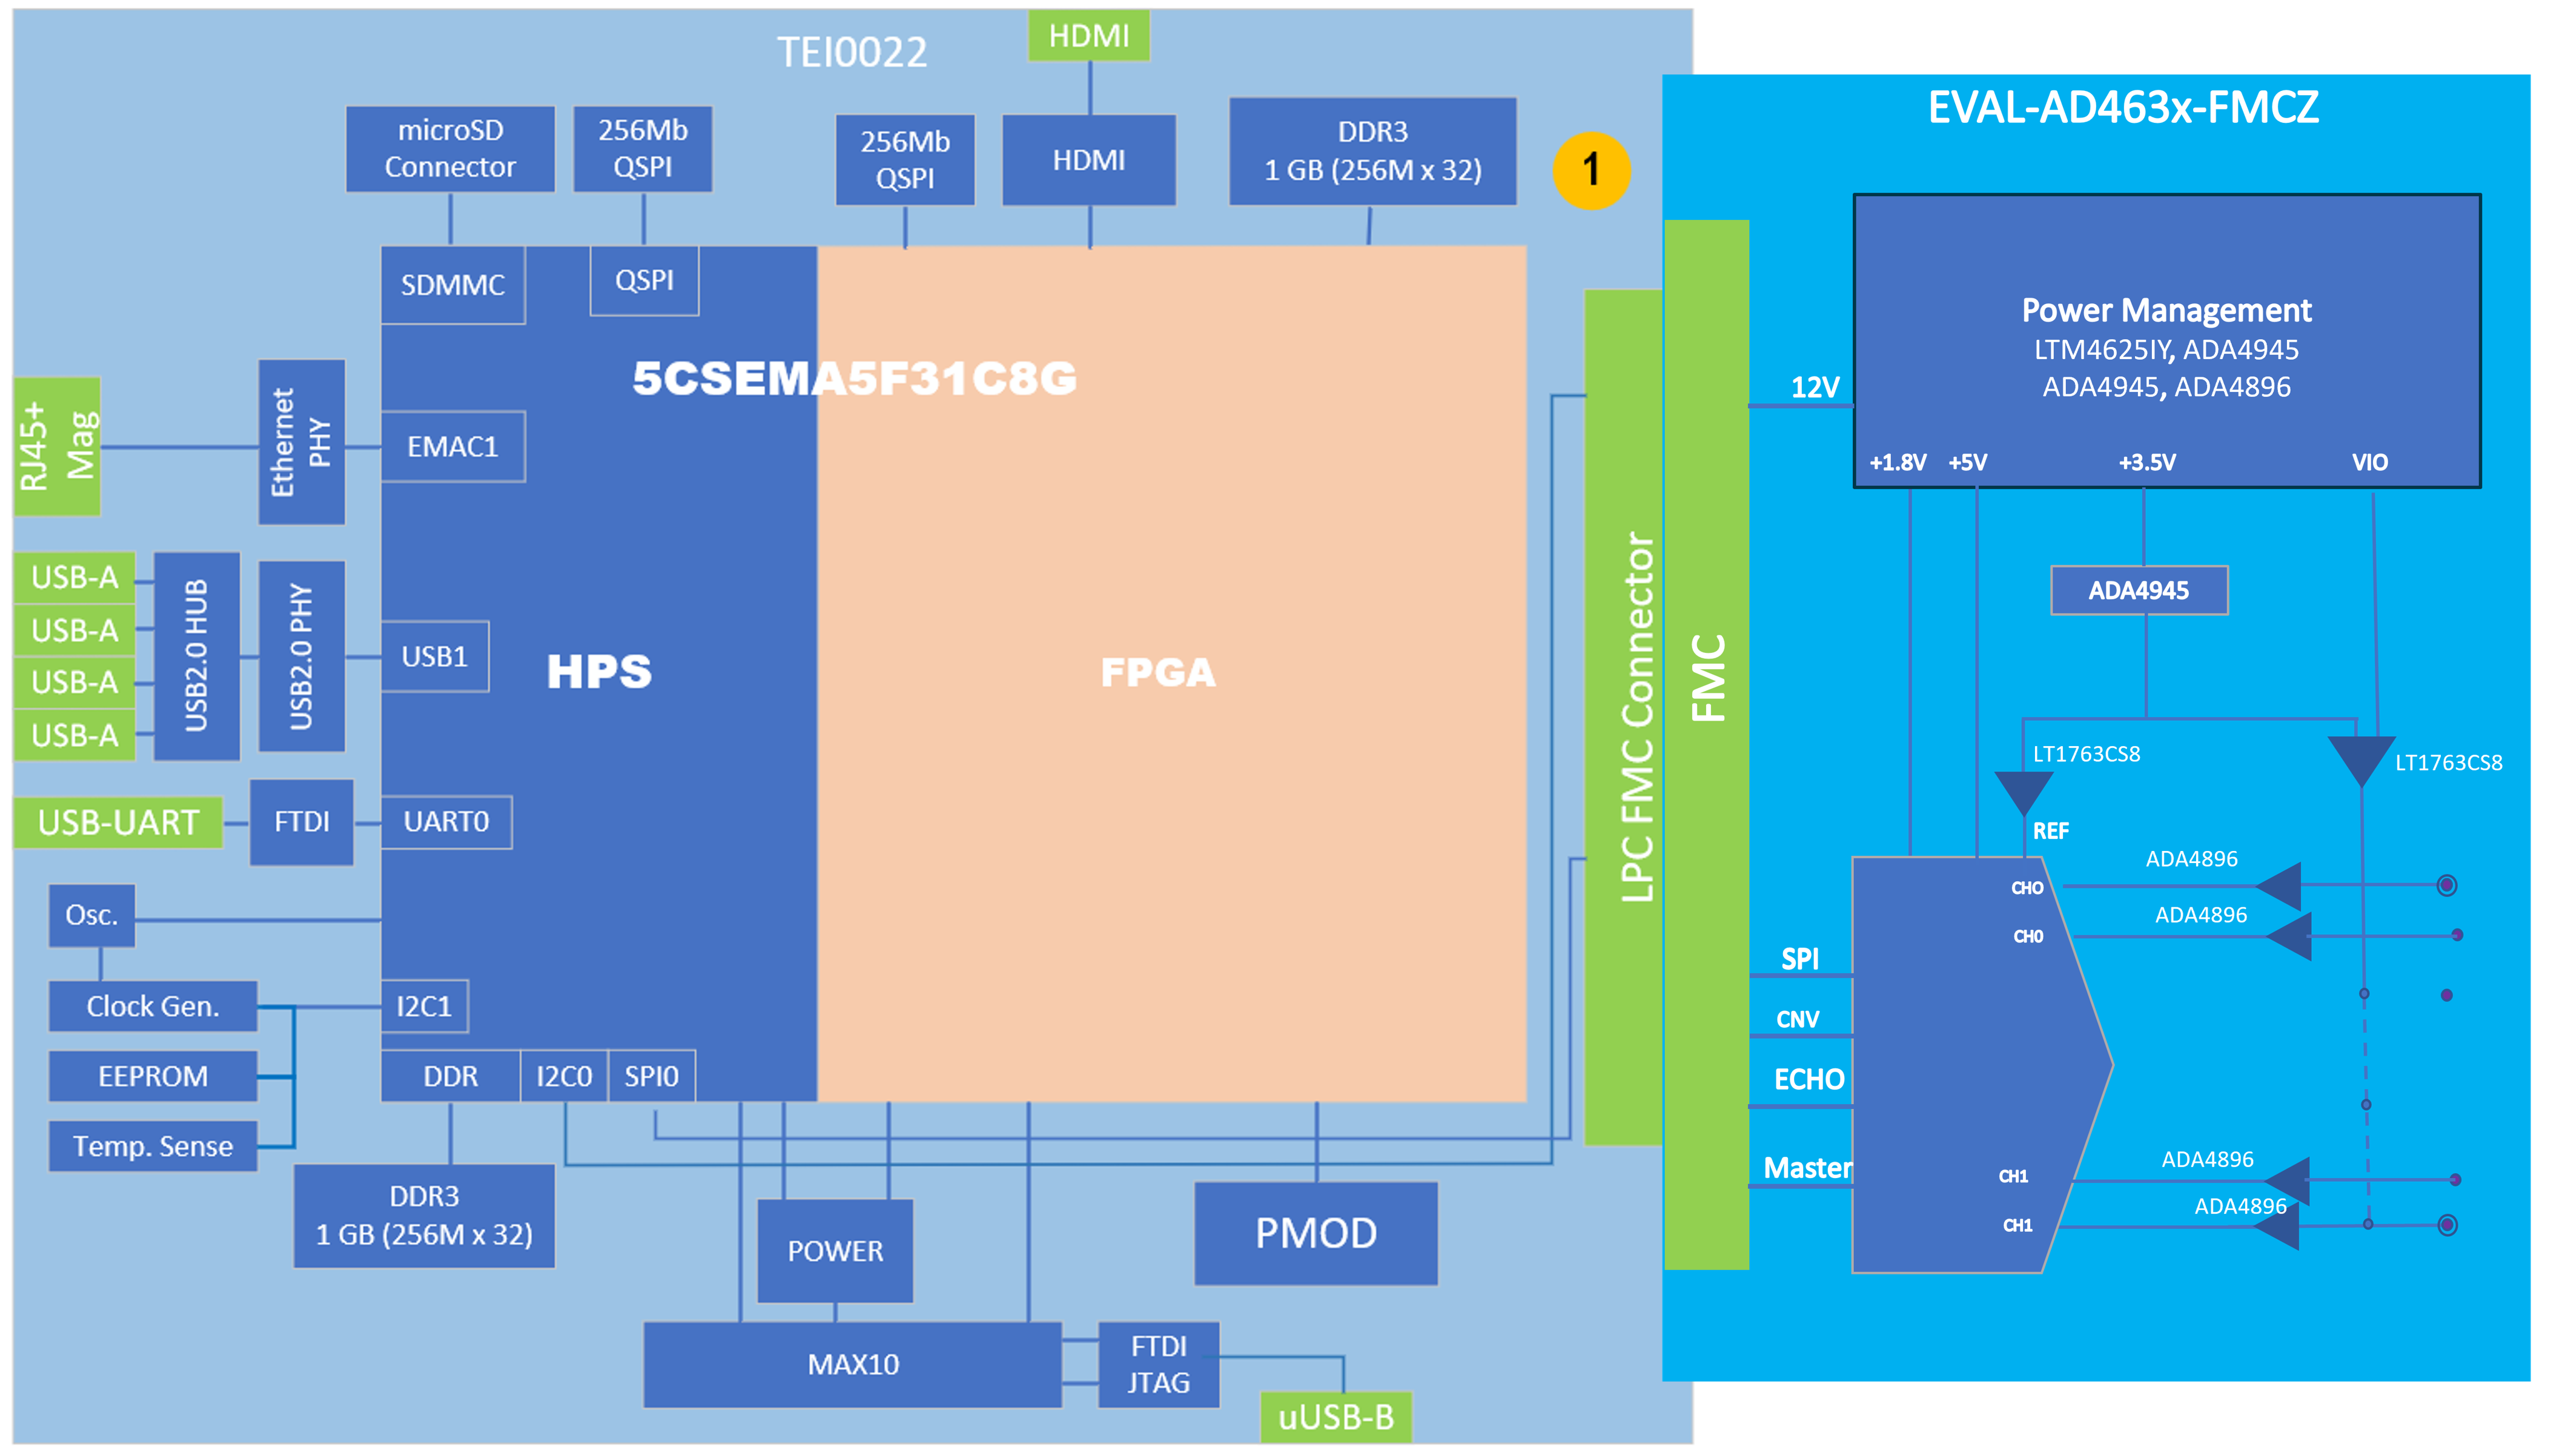 TEI0022
HDMI
microSD
Connector
256Mb
QSPI
256Mb
QSPI
HDMI
DDR3
1 GB (256M x 32)
1
SDMMC
QSPI
5CSEMA5F31C8G
RJ45+
Mag
Ethernet
PHY
EMAC1
USB-A
USB-A
USB-A
USB-A
USB2.0 HUB
USB2.0 PHY
USB1
HPS
FPGA
USB-UART
FTDI
UART0
Osc.
Clock Gen.
I2C1
EEPROM
Temp. Sense
DDR
I2C0
SPI0
DDR3
1 GB (256M x 32)
POWER
PMOD
MAX10
FTDI
JTAG
uUSB-B
LPC FMC Connector
FMC
EVAL-AD463x-FMCZ
Power Management
LTM4625IY, ADA4945
ADA4945, ADA4896
12V
+1.8V
+5V
+3.5V
VIO
ADA4945
LT1763CS8
LT1763CS8
REF
ADA4896
CHO
ADA4896
CH0
SPI
CNV
ECHO
Master
ADA4896
CH1
ADA4896
CH1